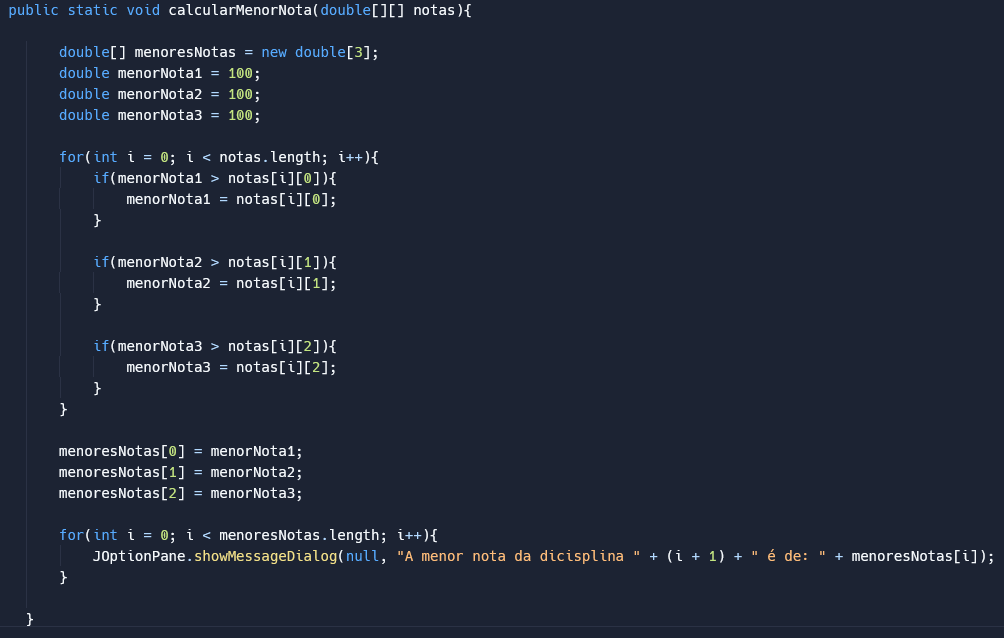 public static void calcularMenorNota(double[][] notas){
double[] menoresNotas = new double[3];
double menorNota1 = 100;
double menorNota2 = 100;
double menorNota3 = 100;
for(int i = 0; i < notas.length; i++){
if(menorNota1 > notas[i][0]){
menorNota1 = notas[i][0];
}
if(menorNota2 > notas[i][1]){
menorNota2 = notas[i][1];
}
if(menorNota3 > notas[i][2]){
menorNota3 = notas[i][2];
}
}
menoresNotas[0] = menorNota1;
menoresNotas[1] = menorNota2;
menoresNotas[2] = menorNota3;
for(int i = 0; i < menoresNotas.length; i++){
JOptionPane.showMessageDialog(null, "A menor nota da dicisplina " + (i + 1) + " é de: " + menoresNotas[i]);
}
}